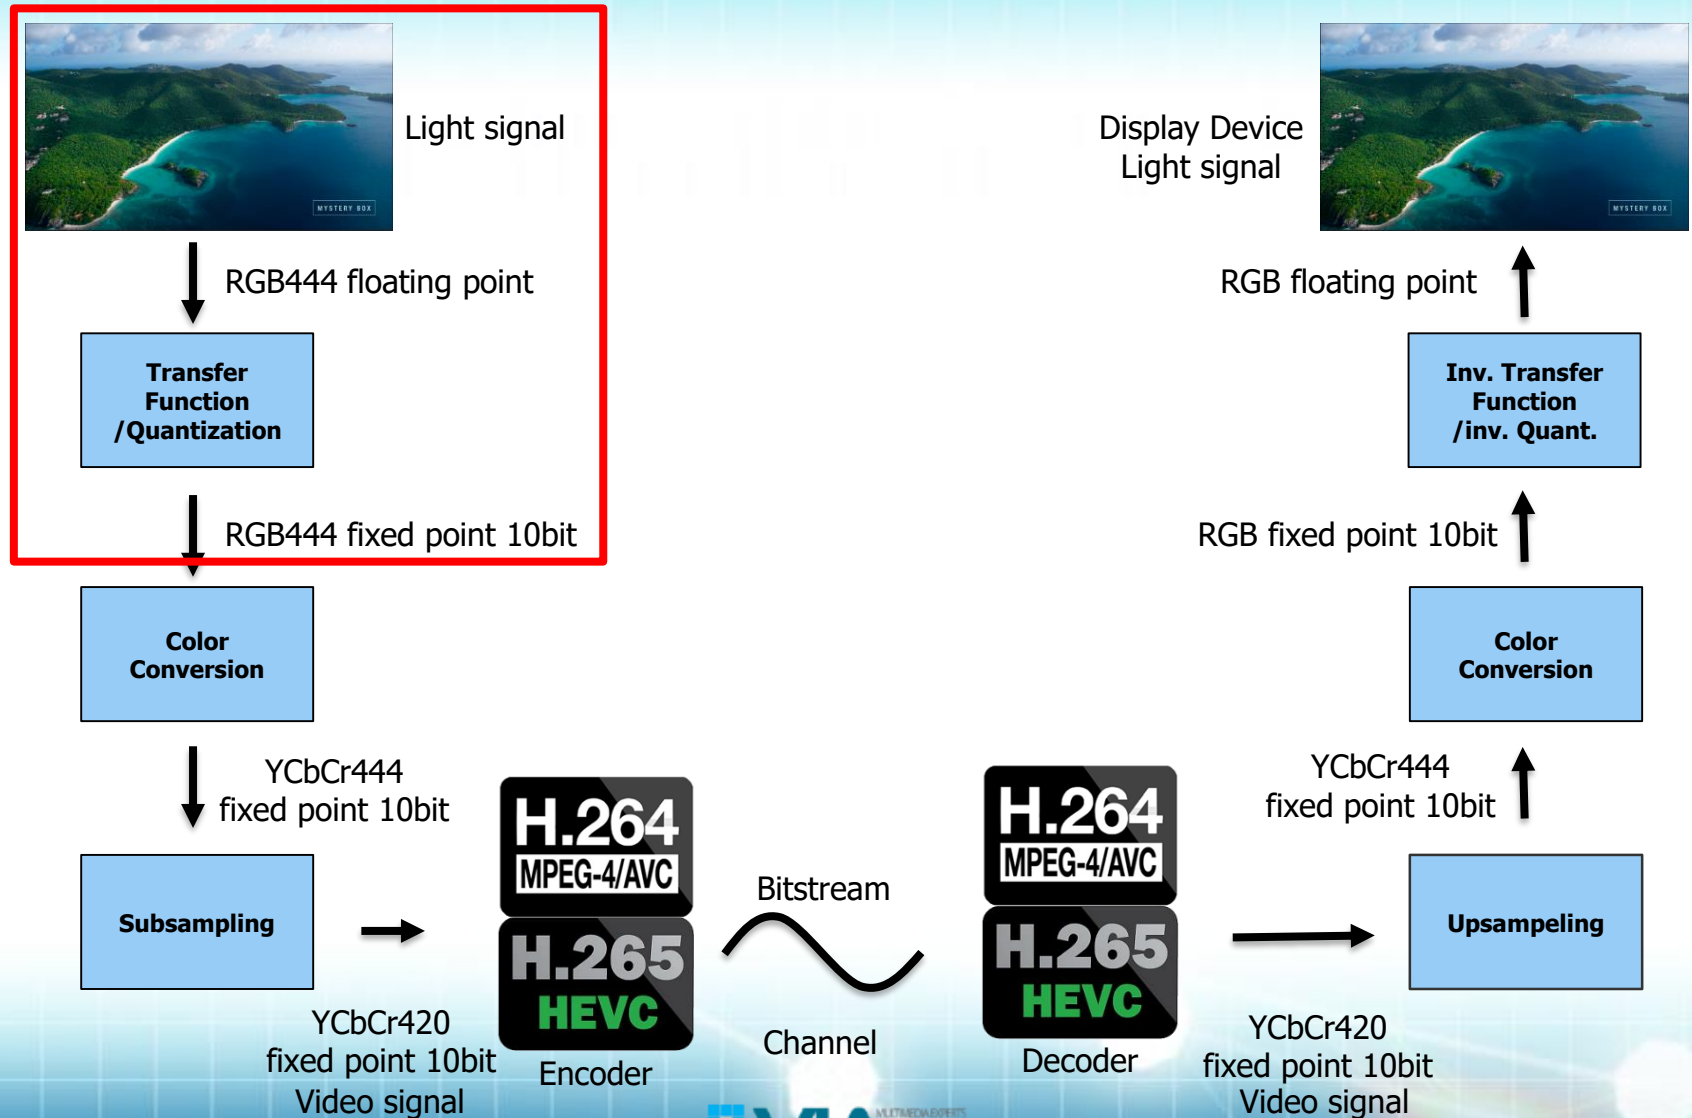 MYSTERY BOX
Light signal
RGB444 floating point
Transfer
Function
/Quantization
RGB444 fixed point 10bit
Color
Conversion
YCbCr444
fixed point 10bit
Subsampling
YCbCr420
fixed point 10bit
Video signal
H.264
MPEG-4/AVC
H.265
HEVC
Encoder
Bitstream
Channel
H.264
MPEG-4/AVC
H.265
HEVC
Decoder
YCbCr420
fixed point 10bit
Video signal
Upsampeling
YCbCr444
fixed point 10bit
Color
Conversion
RGB fixed point 10bit
Inv. Transfer
Function
/inv. Quant.
RGB floating point
Display Device
Light signal
MYSTERY BOX
MULTIMEDIA EXPERTS